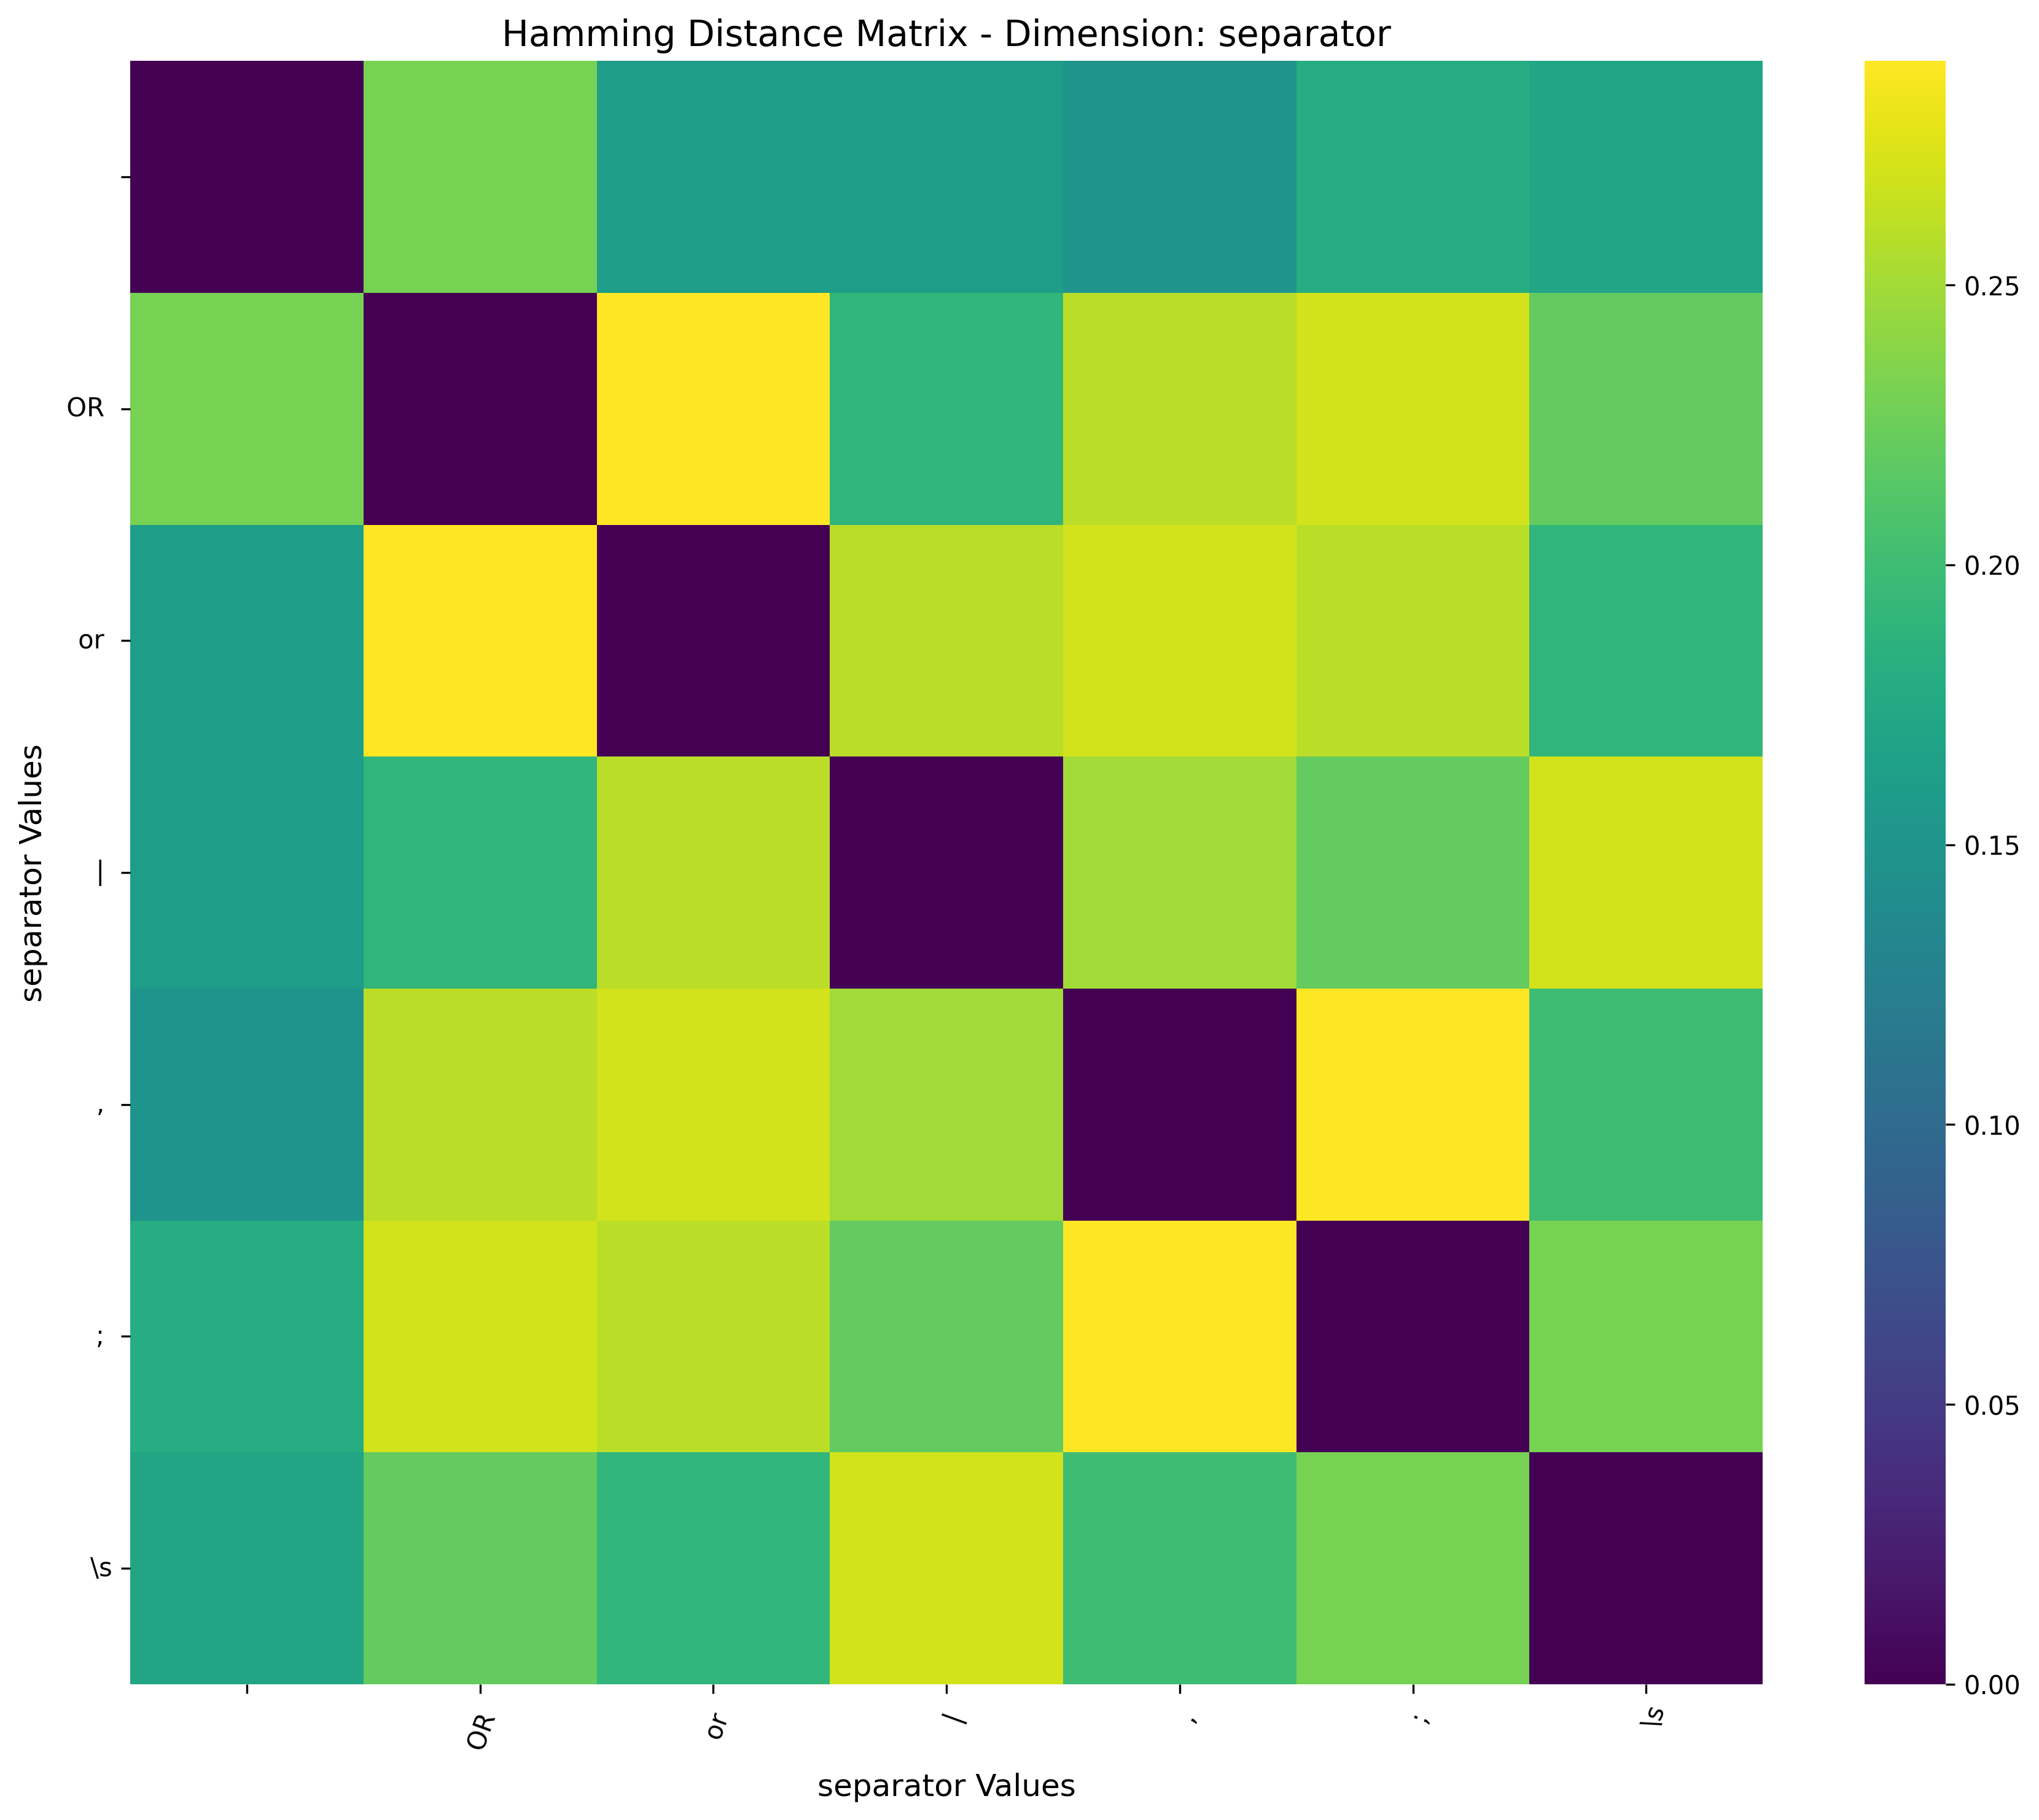 Hamming Distance Matrix - Dimension: separator
separator Values
OR
or
|
,
;
\s
OR
or
|
,
;
\s
separator Values
0.25
0.20
0.15
0.10
0.05
0.00